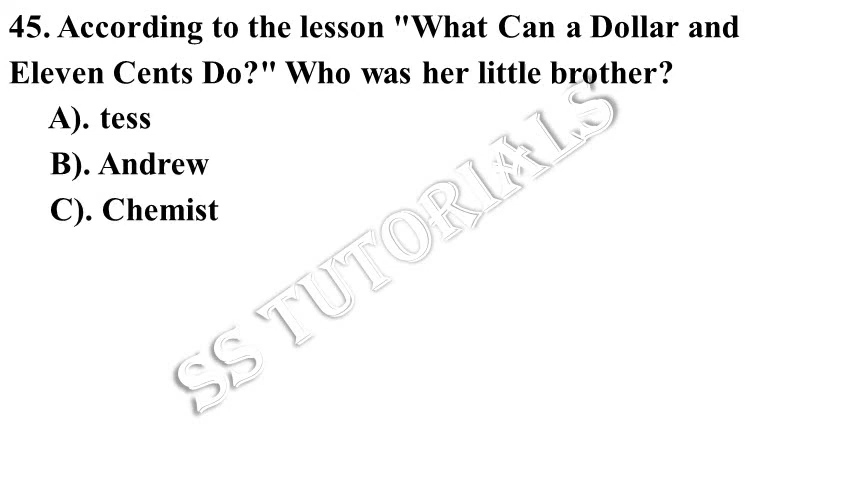 45. According to the lesson "What Can a Dollar and
Eleven Cents Do?" Who was her little brother?
A). tess
B). Andrew
C). Chemist
SS TUTORIALS